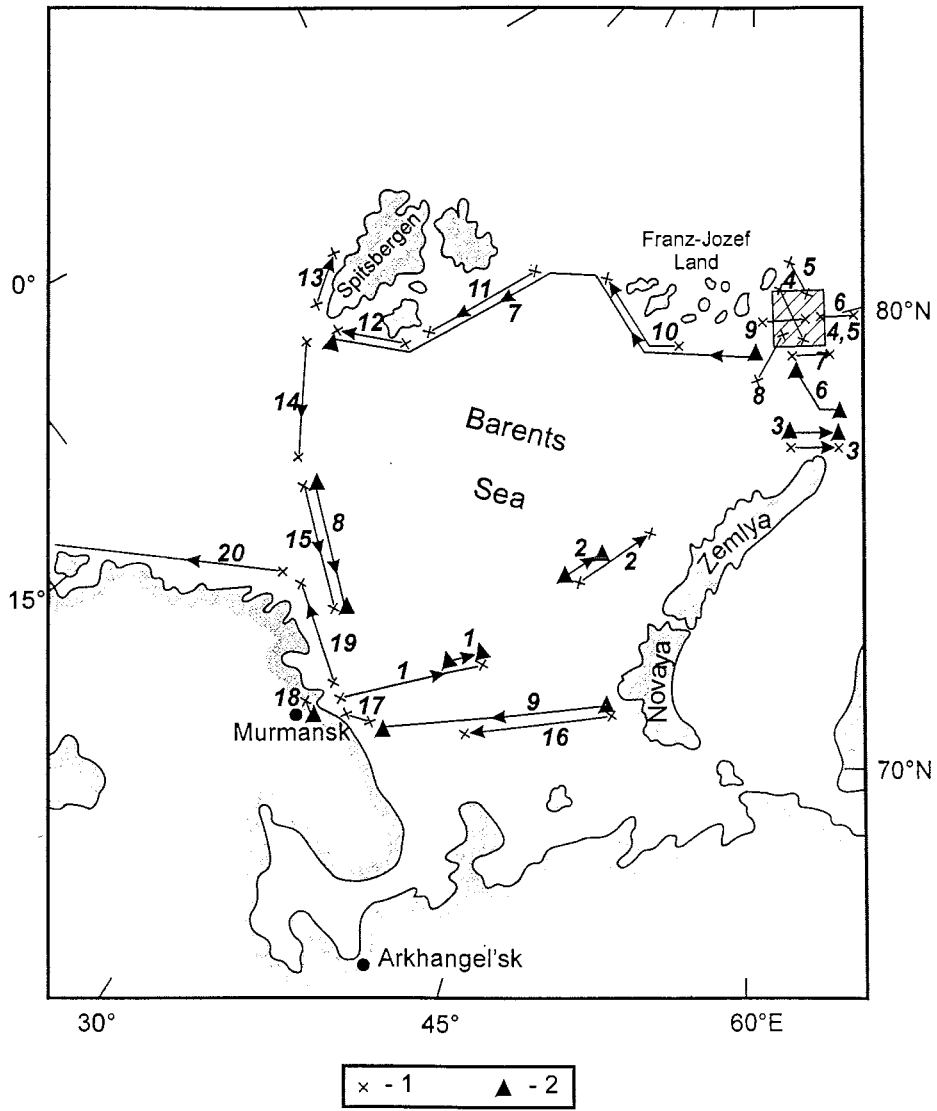 Franz-Jozef
Land
Spitsbergen
0°
80°N
13
11
7
12
10
4
5
6
9
4,5
7
8
6
14
3
3
Barents
Sea
8
15
20
2
2
Zemlya
15°
19
1
1
Novaya
18
17
9
16
Murmansk
70°N
Arkhangel'sk
30°
45°
60°E
× - 1
▲ - 2